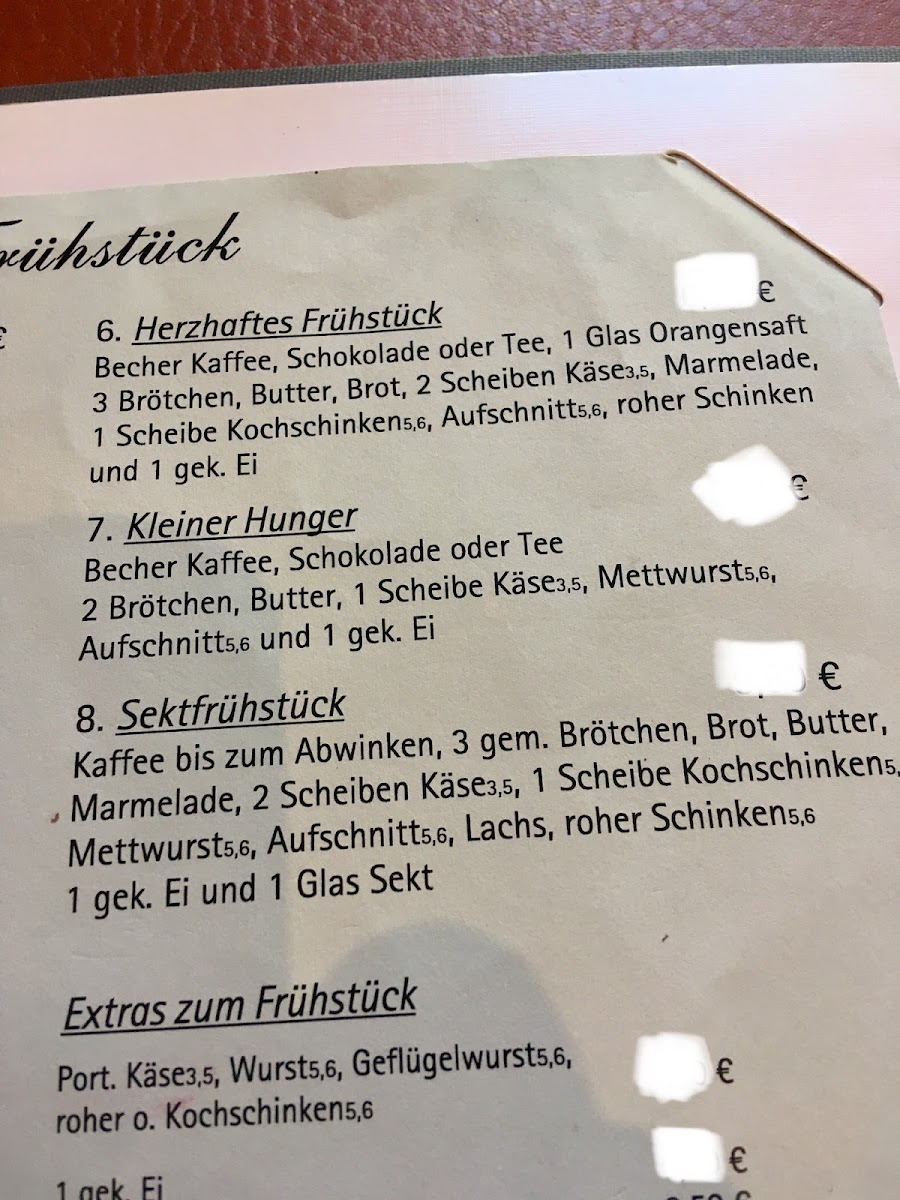 rühstück
€
€
6. Herzhaftes Frühstück
Becher Kaffee, Schokolade oder Tee, 1 Glas Orangensaft
3 Brötchen, Butter, Brot, 2 Scheiben Käse3,5, Marmelade,
1 Scheibe Kochschinken5,6, Aufschnitt5,6, roher Schinken
und 1 gek. Ei
€
7. Kleiner Hunger
Becher Kaffee, Schokolade oder Tee
2 Brötchen, Butter, 1 Scheibe Käse3,5, Mettwurst5,6,
Aufschnitt5,6 und 1 gek. Ei
€
8. Sektfrühstück
Kaffee bis zum Abwinken, 3 gem. Brötchen, Brot, Butter,
Marmelade, 2 Scheiben Käse3,5, 1 Scheibe Kochschinken5,
Mettwurst5,6, Aufschnitt5,6, Lachs, roher Schinken5,6
1 gek. Ei und 1 Glas Sekt
Extras zum Frühstück
Port. Käse3,5, Wurst5,6, Geflügelwurst5,6, €
roher o. Kochschinken5,6
€
1 gek. Ei